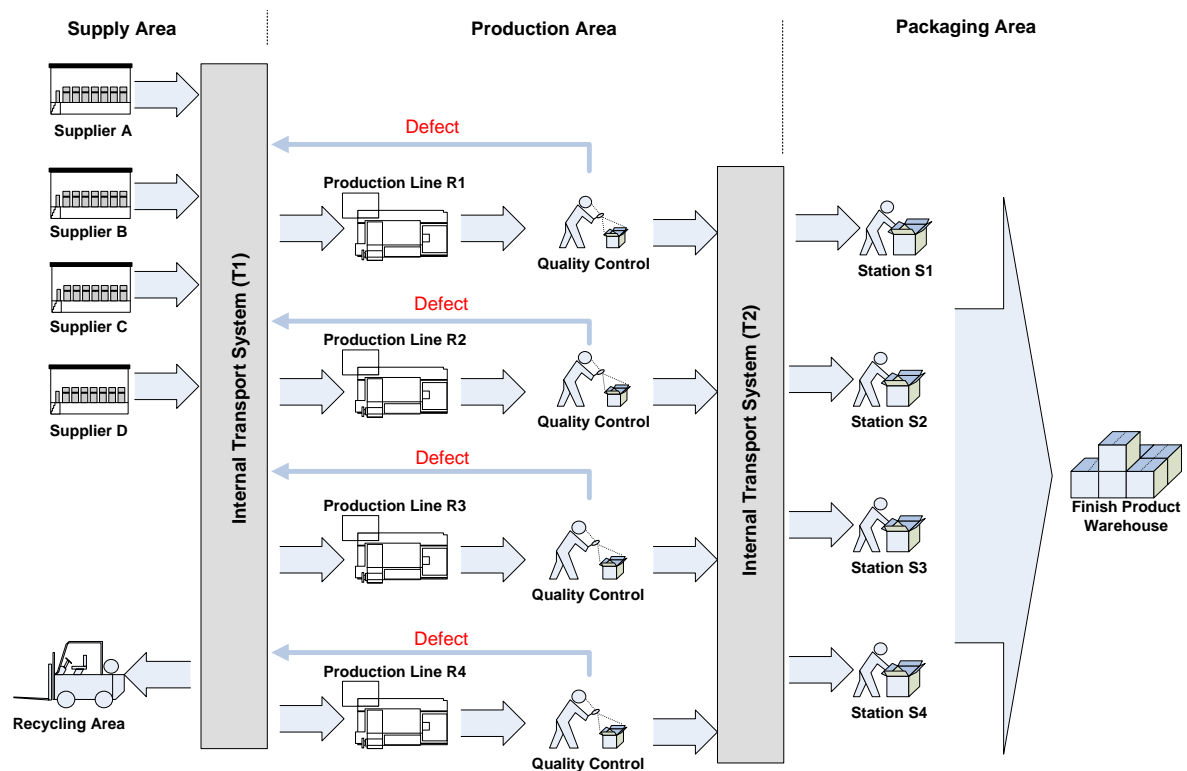 Supply Area
Production Area
Packaging Area
Supplier A
Supplier B
Supplier C
Supplier D
Recycling Area
Internal Transport System (T1)
Defect
Production Line R1
Quality Control
Defect
Production Line R2
Quality Control
Defect
Production Line R3
Quality Control
Defect
Production Line R4
Quality Control
Internal Transport System (T2)
Station S1
Station S2
Station S3
Station S4
Finish Product
Warehouse